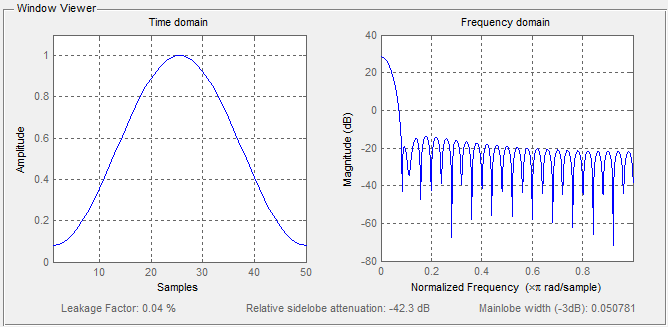 Window Viewer
Time domain
Amplitude
1
0.8
0.6
0.4
0.2
0
10 20 30 40 50
Samples
Frequency domain
Magnitude (dB)
40
20
0
-20
-40
-60
-80
0 0.2 0.4 0.6 0.8
Normalized Frequency (×π rad/sample)
Leakage Factor: 0.04 % Relative sidelobe attenuation: -42.3 dB Mainlobe width (-3dB): 0.050781